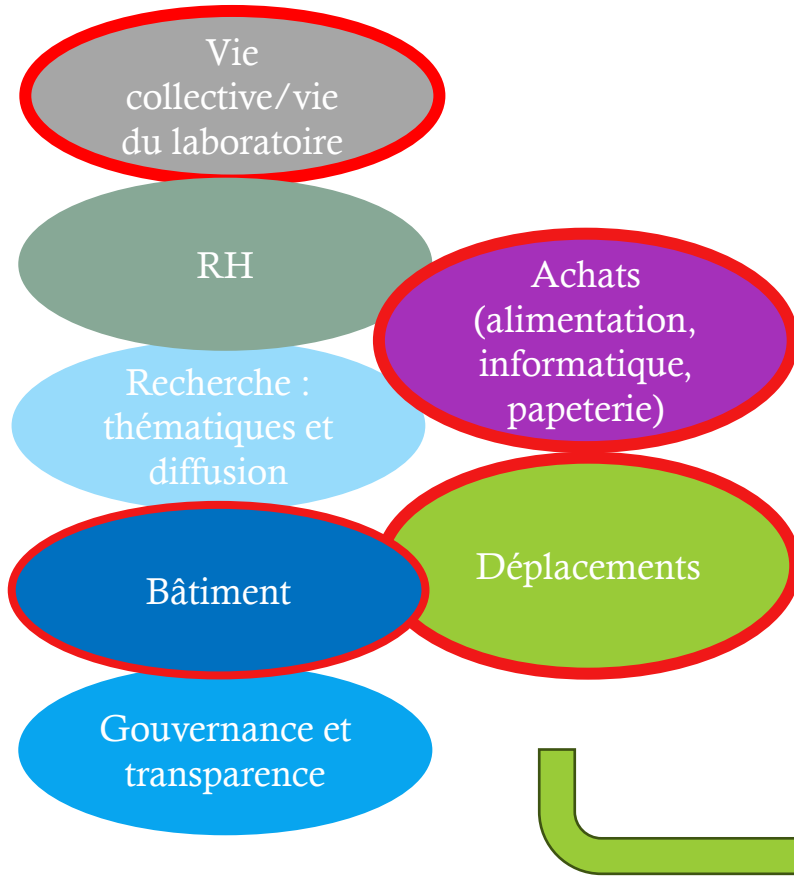 Vie
collective/vie
du laboratoire
RH
Achats
(alimentation,
informatique,
papeterie)
Recherche :
thématiques et
diffusion
Déplacements
Bâtiment
Gouvernance et
transparence